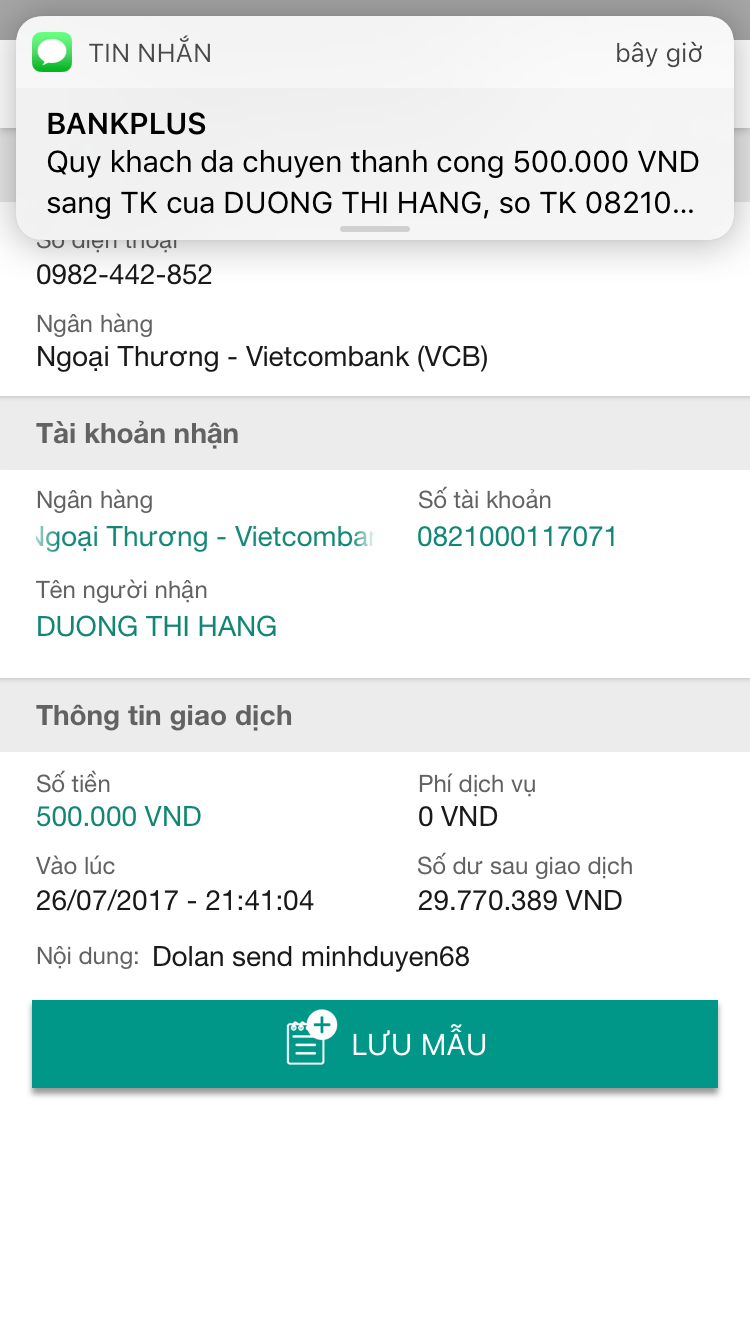 TIN NHẮN
bây giờ
BANKPLUS
Quy khach da chuyen thanh cong 500.000 VND
sang TK cua DUONG THI HANG, so TK 08210...
Số điện thoại
0982-442-852
Ngân hàng
Ngoại Thương - Vietcombank (VCB)
Tài khoản nhận
Ngân hàng
Số tài khoản
Ngoại Thương - Vietcomban
0821000117071
Tên người nhận
DUONG THI HANG
Thông tin giao dịch
Số tiền
Phí dịch vụ
500.000 VND
0 VND
Vào lúc
Số dư sau giao dịch
26/07/2017 - 21:41:04
29.770.389 VND
Nội dung: Dolan send minhduyen68
LƯU MẪU